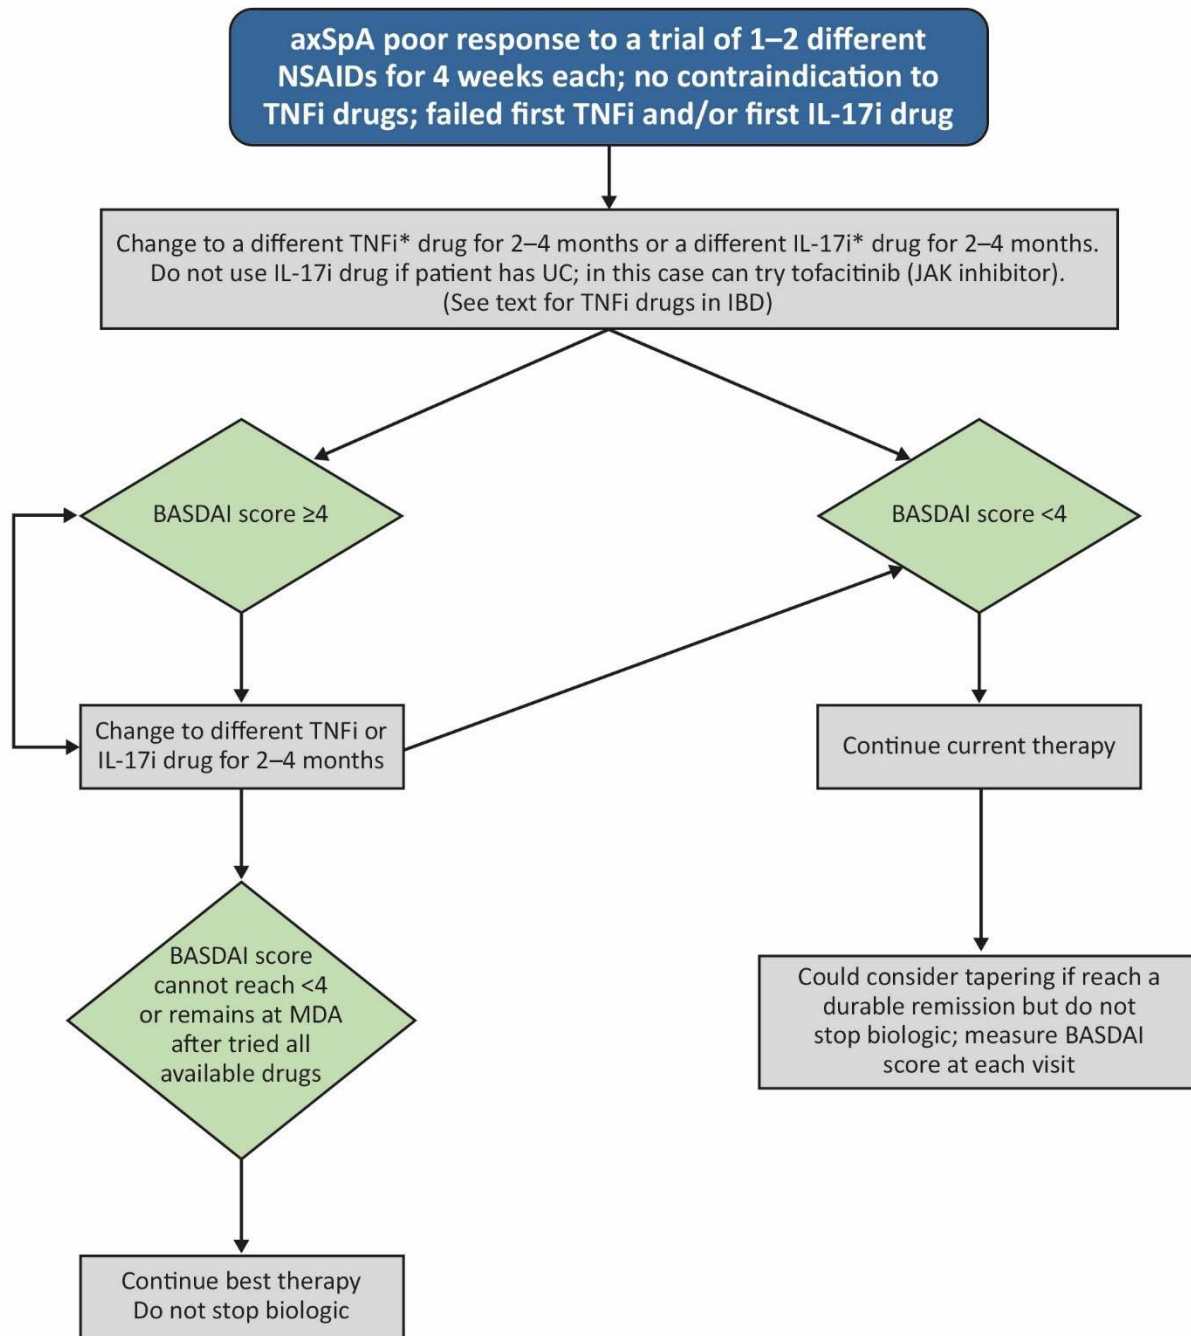 axSpA poor response to a trial of 1–2 different
NSAIDs for 4 weeks each; no contraindication to
TNFi drugs; failed first TNFi and/or first IL-17i drug
Change to a different TNFi* drug for 2–4 months or a different IL-17i* drug for 2–4 months.
Do not use IL-17i drug if patient has UC; in this case can try tofacitinib (JAK inhibitor).
(See text for TNFi drugs in IBD)
BASDAI score ≥4
BASDAI score <4
Change to different TNFi or
IL-17i drug for 2–4 months
Continue current therapy
BASDAI score
cannot reach <4
or remains at MDA
after tried all
available drugs
Could consider tapering if reach a
durable remission but do not
stop biologic; measure BASDAI
score at each visit
Continue best therapy
Do not stop biologic